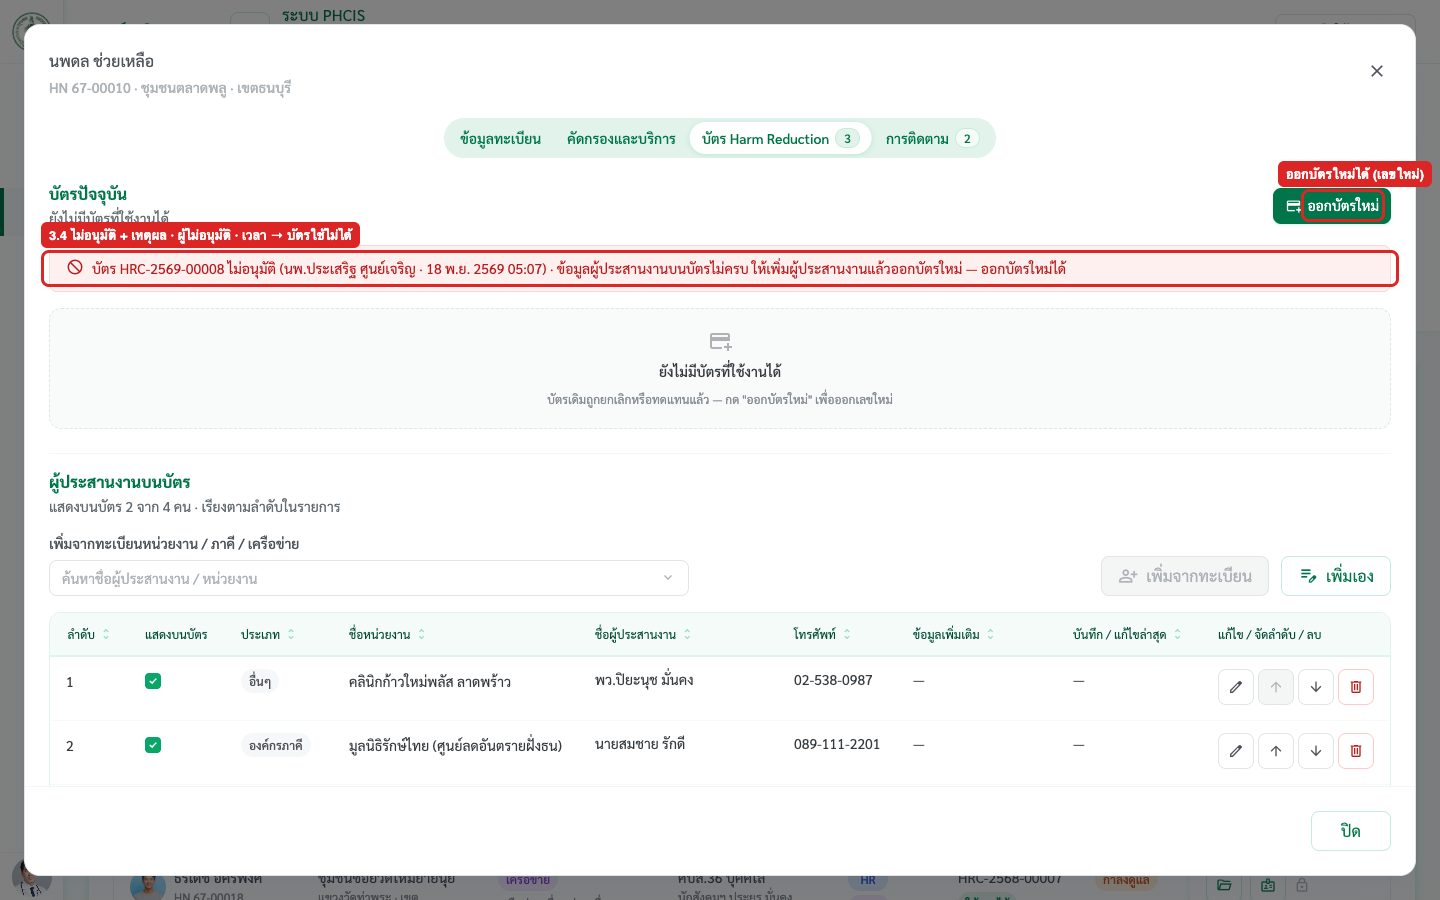 ระบบ PHCIS
นพดล ช่วยเหลือ
HN 67-00010 · ชุมชนตลาดพลู · เขตธนบุรี
ข้อมูลทะเบียน คัดกรองและบริการ บัตร Harm Reduction 3 การติดตาม 2
ออกบัตรใหม่ได้ (เลขใหม่)
บัตรปัจจุบัน
ออกบัตรใหม่
ยังไม่มีบัตรที่ใช้งานได้
3.4 ไม่อนุมัติ + เหตุผล · ผู้ไม่อนุมัติ · เวลา → บัตรใช้ไม่ได้
บัตร HRC-2569-00008 ไม่อนุมัติ (นพ.ประเสริฐ ศูนย์เจริญ · 18 พ.ย. 2569 05:07) · ข้อมูลผู้ประสานงานบนบัตรไม่ครบ ให้เพิ่มผู้ประสานงานแล้วออกบัตรใหม่ — ออกบัตรใหม่ได้
ยังไม่มีบัตรที่ใช้งานได้
บัตรเดิมถูกยกเลิกหรือทดแทนแล้ว — กด "ออกบัตรใหม่" เพื่อออกเลขใหม่
ผู้ประสานงานบนบัตร
แสดงบนบัตร 2 จาก 4 คน · เรียงตามลำดับในรายการ
เพิ่มจากทะเบียนหน่วยงาน / ภาคี / เครือข่าย
ค้นหาชื่อผู้ประสานงาน / หน่วยงาน
เพิ่มจากทะเบียน เพิ่มเอง
ลำดับ แสดงบนบัตร ประเภท ชื่อหน่วยงาน ชื่อผู้ประสานงาน โทรศัพท์ ข้อมูลเพิ่มเติม บันทึก / แก้ไขล่าสุด แก้ไข / จัดลำดับ / ลบ
1 อื่นๆ คลินิกก้าวใหม่พลัส ลาดพร้าว พว.ปิยะนุช มั่นคง 02-538-0987 — —
2 องค์กรภาคี มูลนิธิรักษ์ไทย (ศูนย์ลดอันตรายฝั่งธน) นายสมชาย รักดี 089-111-2201 — —
ปิด
เครือข่าย HR HRC-2568-00007 กำลังดูแล
HN 67-00018